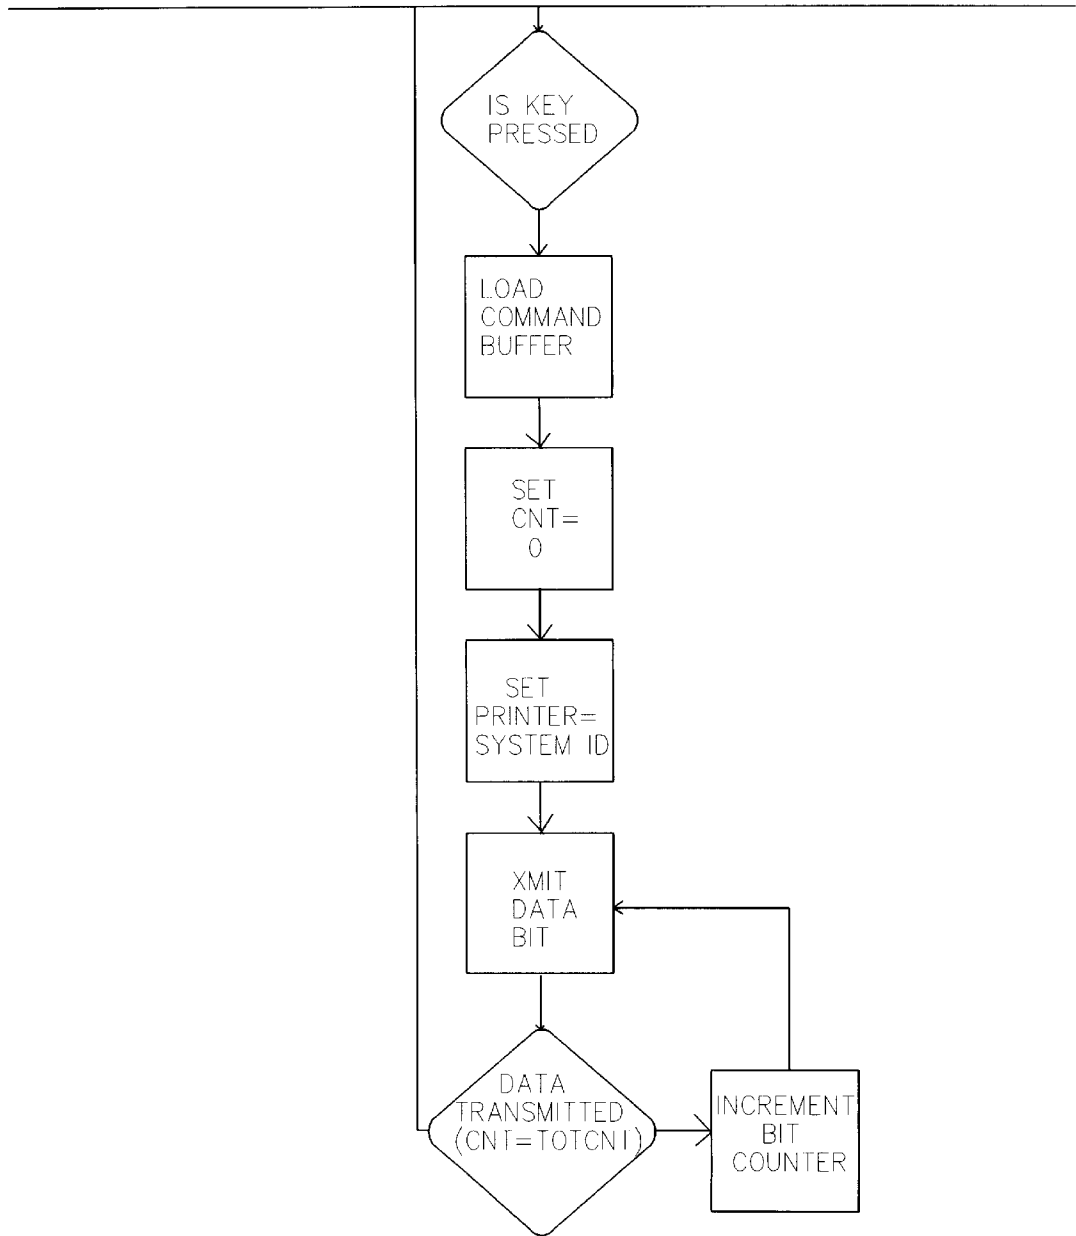 IS KEY
PRESSED
LOAD
COMMAND
BUFFER
SET
CNT=
0
SET
PRINTER=
SYSTEM ID
XMIT
DATA
BIT
DATA
TRANSMITTED
(CNT=TOTCNT)
INCREMENT
BIT
COUNTER